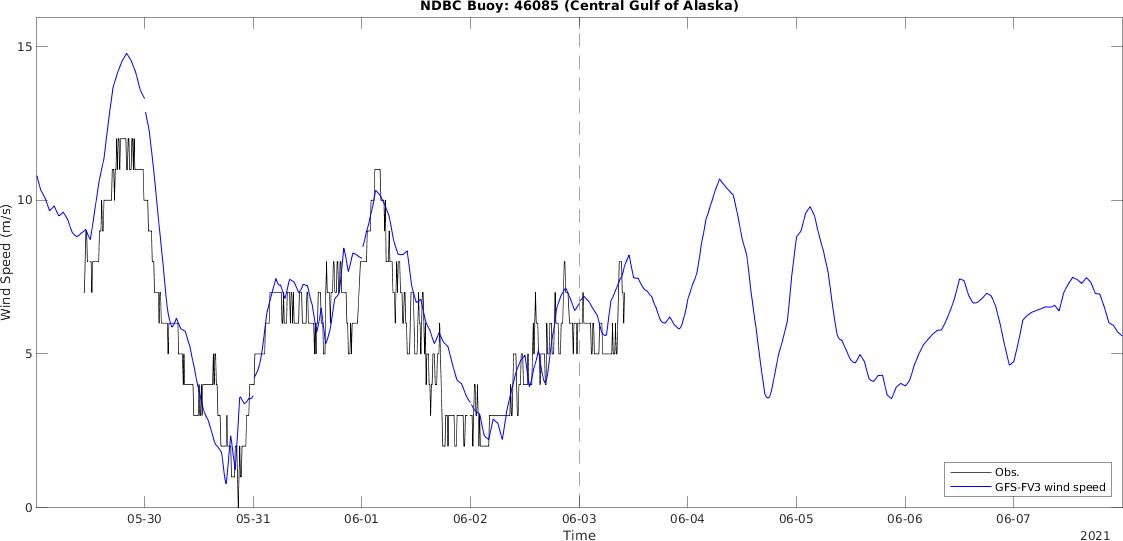 NDBC Buoy: 46085 (Central Gulf of Alaska)
15
10
5
0
Wind Speed (m/s)
Obs.
GFS-FV3 wind speed
05-30 05-31 06-01 06-02 06-03 06-04 06-05 06-06 06-07
Time
2021